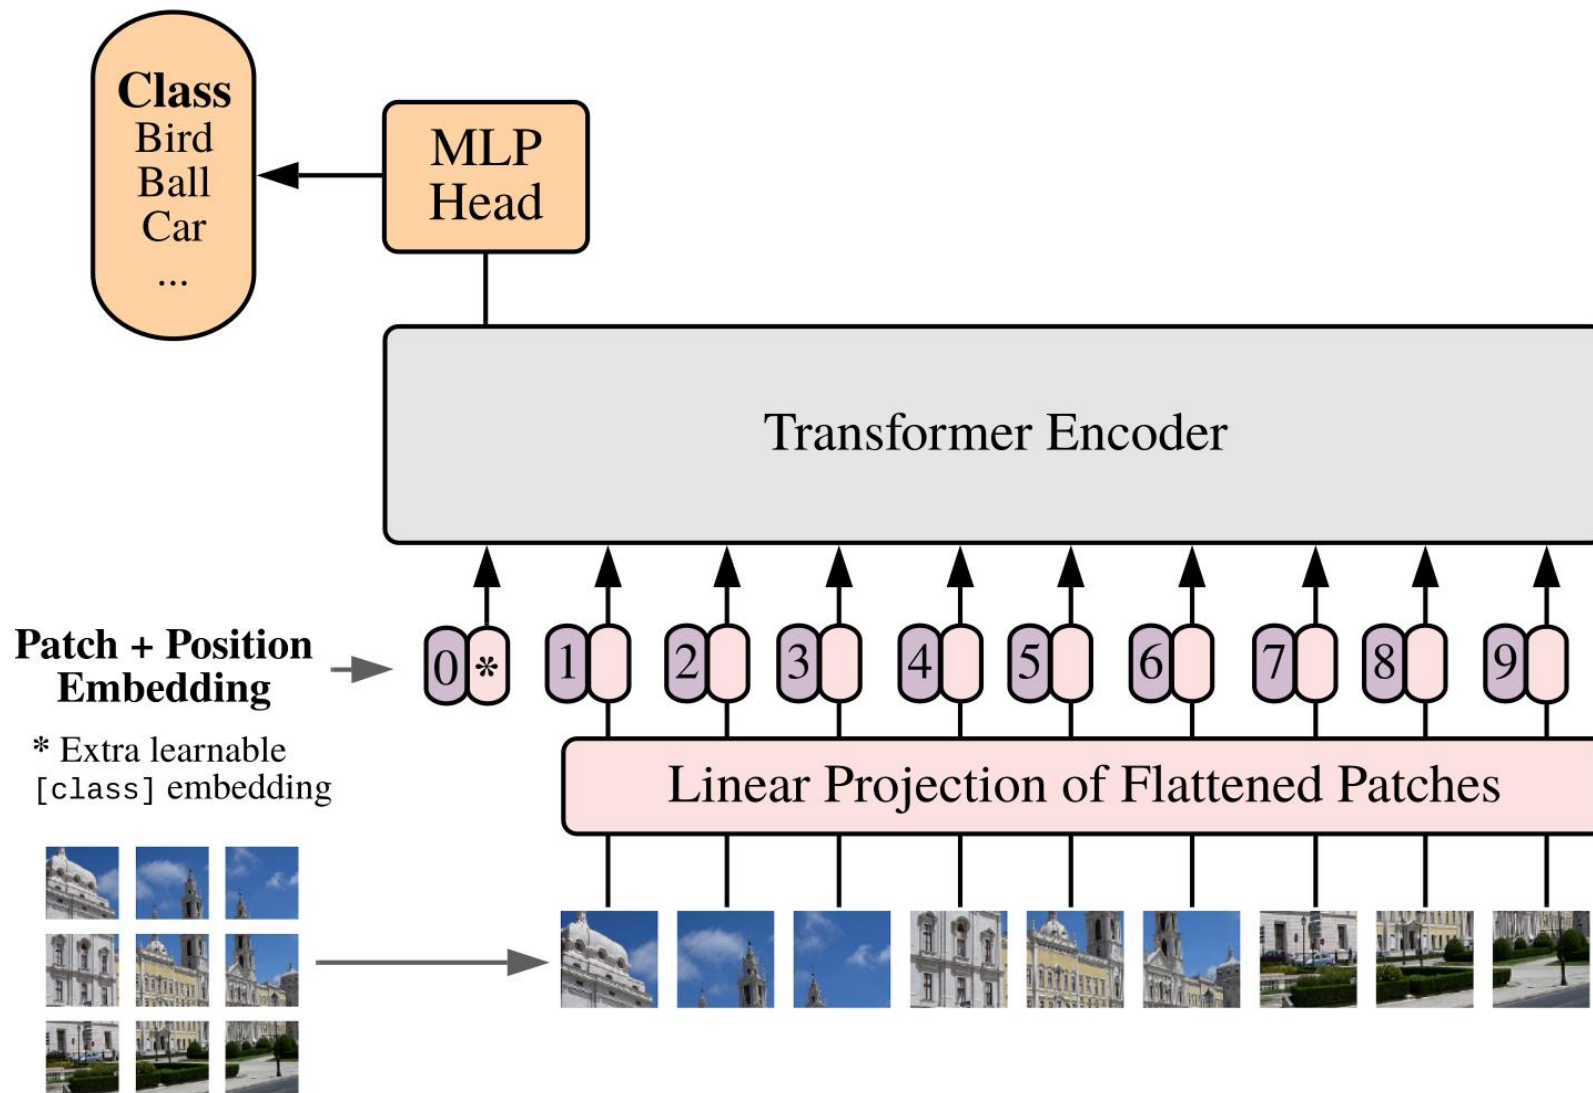 Class
Bird
Ball
Car
...
MLP
Head
Transformer Encoder
Patch + Position
Embedding
0 * 1 2 3 4 5 6 7 8 9
* Extra learnable
[class] embedding
Linear Projection of Flattened Patches